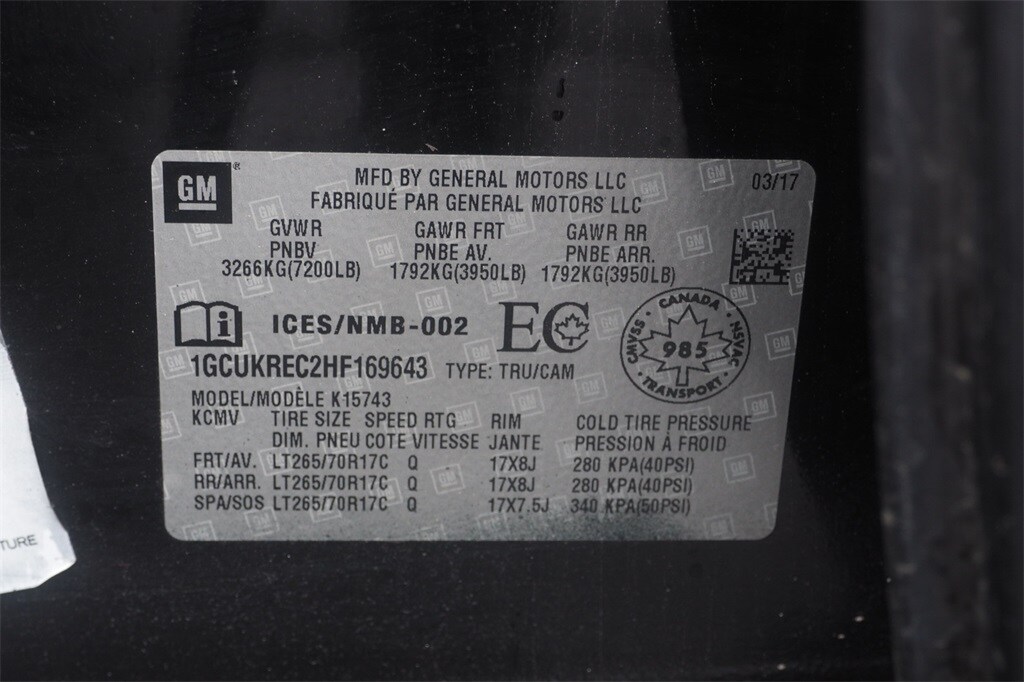 GM ®
MFD BY GENERAL MOTORS LLC 03/17
FABRIQUÉ PAR GENERAL MOTORS LLC
GVWR GAWR FRT GAWR RR
PNBV PNBE AV. PNBE ARR.
3266KG(7200LB) 1792KG(3950LB) 1792KG(3950LB)
i ICES/NMB-002 EC
CANADA
CMVSS 985 NSVAC
TRANSPORT
1GCUKREC2HF169643 TYPE: TRU/CAM
MODEL/MODÈLE K15743
KCMV TIRE SIZE SPEED RTG RIM COLD TIRE PRESSURE
DIM. PNEU COTE VITESSE JANTE PRESSION À FROID
FRT/AV. LT265/70R17C Q 17X8J 280 KPA(40PSI)
RR/ARR. LT265/70R17C Q 17X8J 280 KPA(40PSI)
SPA/SOS LT265/70R17C Q 17X7.5J 340 KPA(50PSI)
TURE